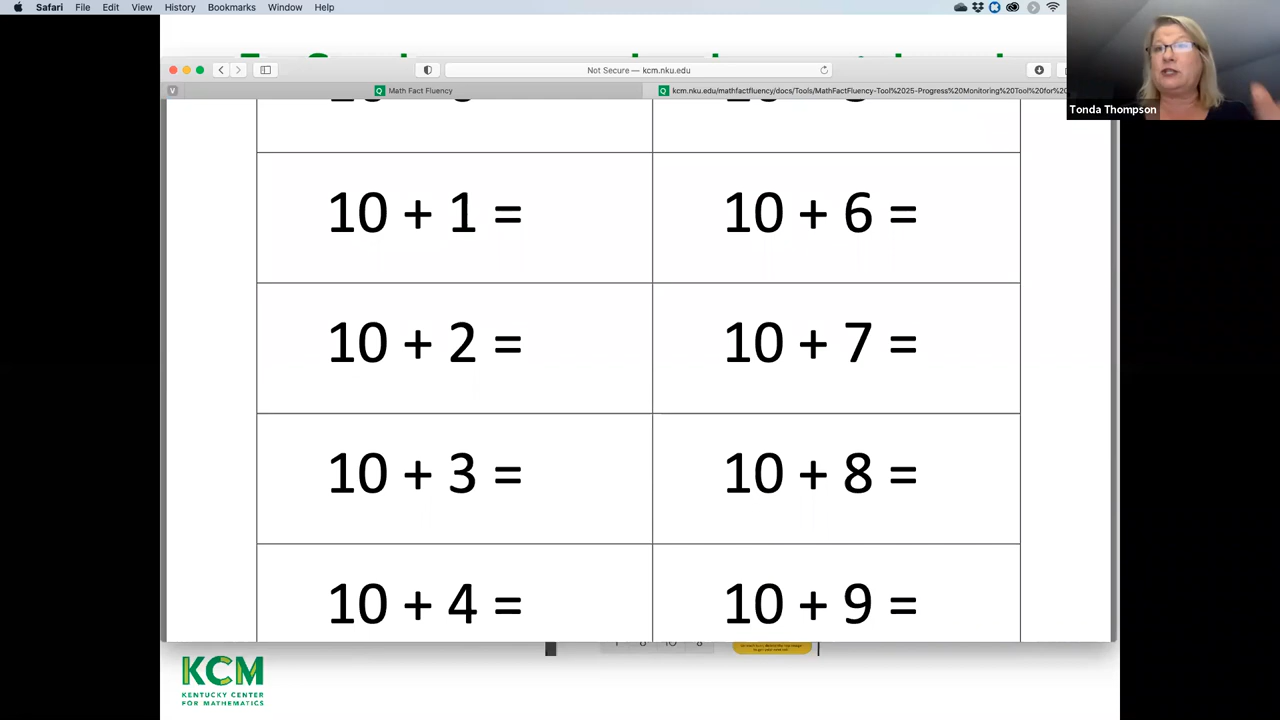 Safari File Edit View History Bookmarks Window Help
Not Secure — kcm.nku.edu
Math Fact Fluency
kcm.nku.edu/mathfactfluency/docs/Tools/MathFactFluency-Tool%2025-Progress%20Monitoring%20Tool%20for%20
Tonda Thompson
10 + 1 =
10 + 6 =
10 + 2 =
10 + 7 =
10 + 3 =
10 + 8 =
10 + 4 =
10 + 9 =
KCM
KENTUCKY CENTER
FOR MATHEMATICS